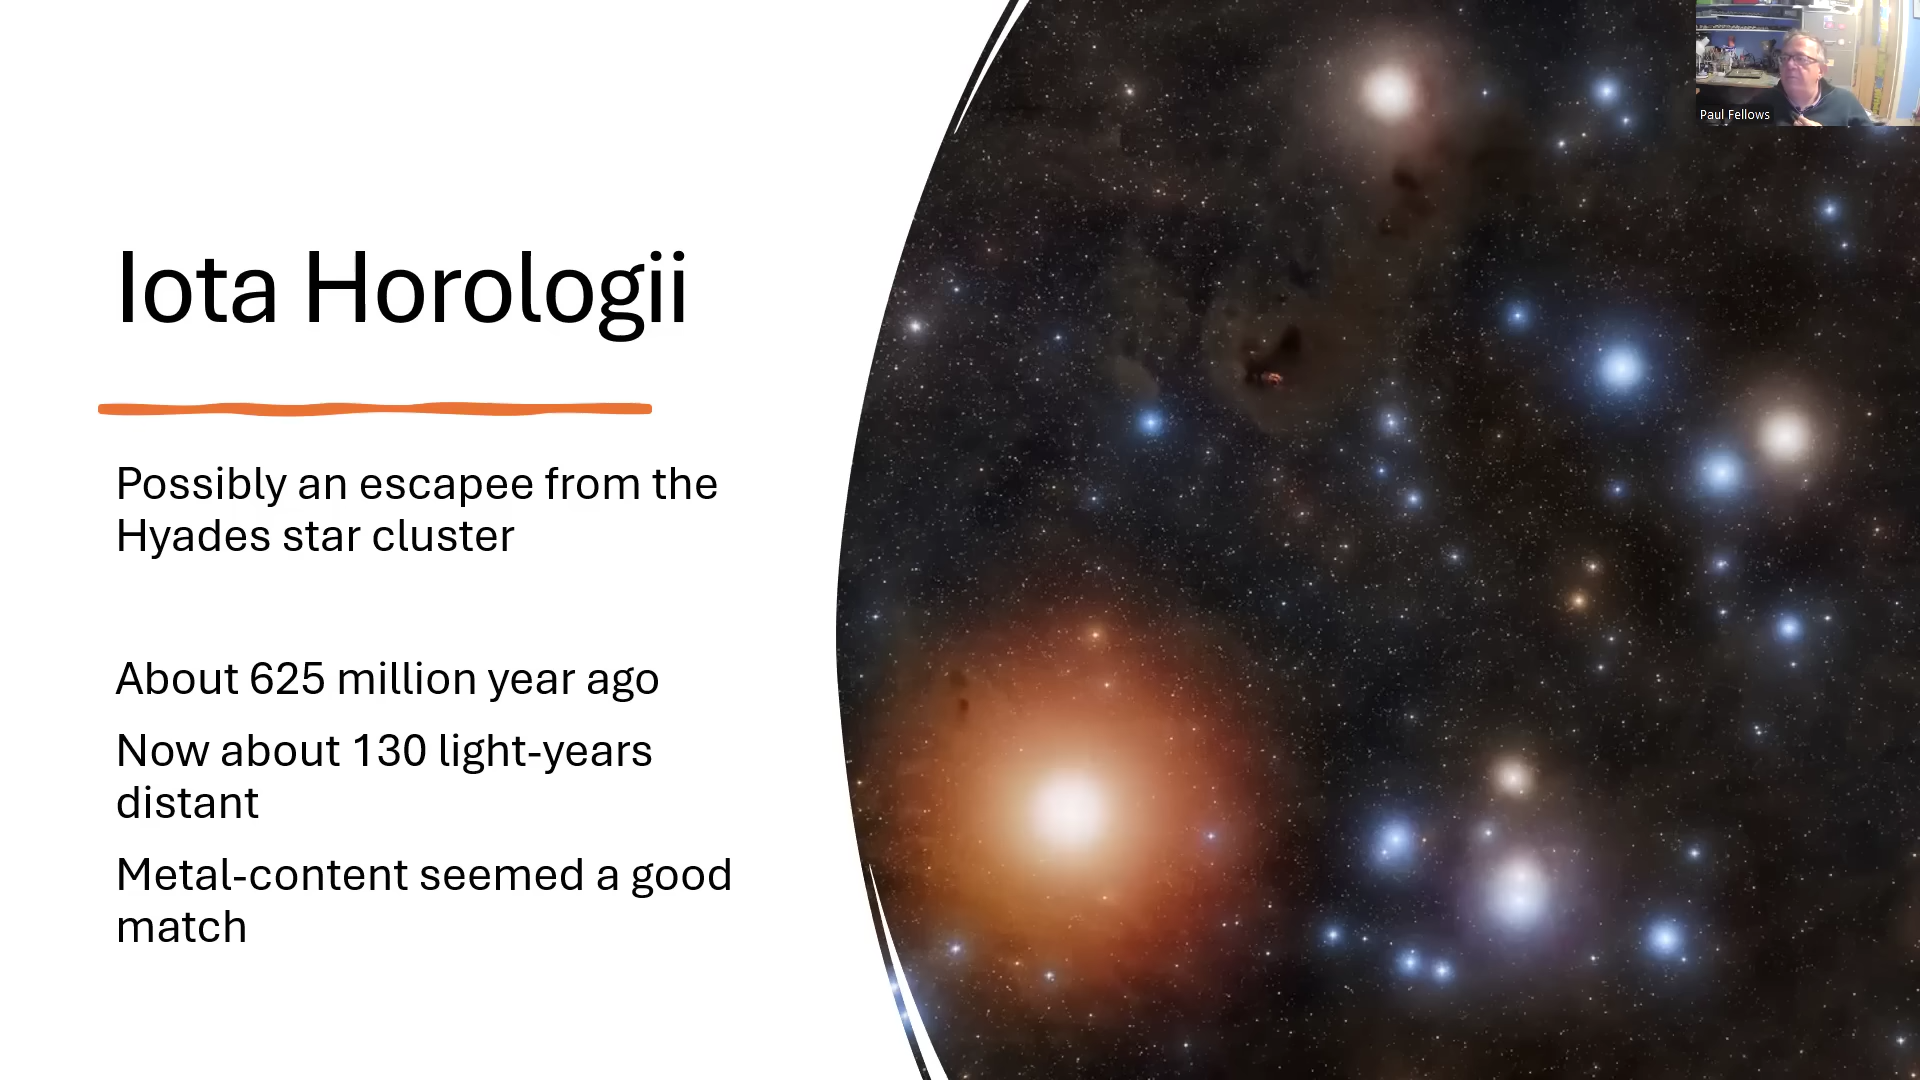 Paul Fellows
Iota Horologii
Possibly an escapee from the
Hyades star cluster
About 625 million year ago
Now about 130 light-years
distant
Metal-content seemed a good
match